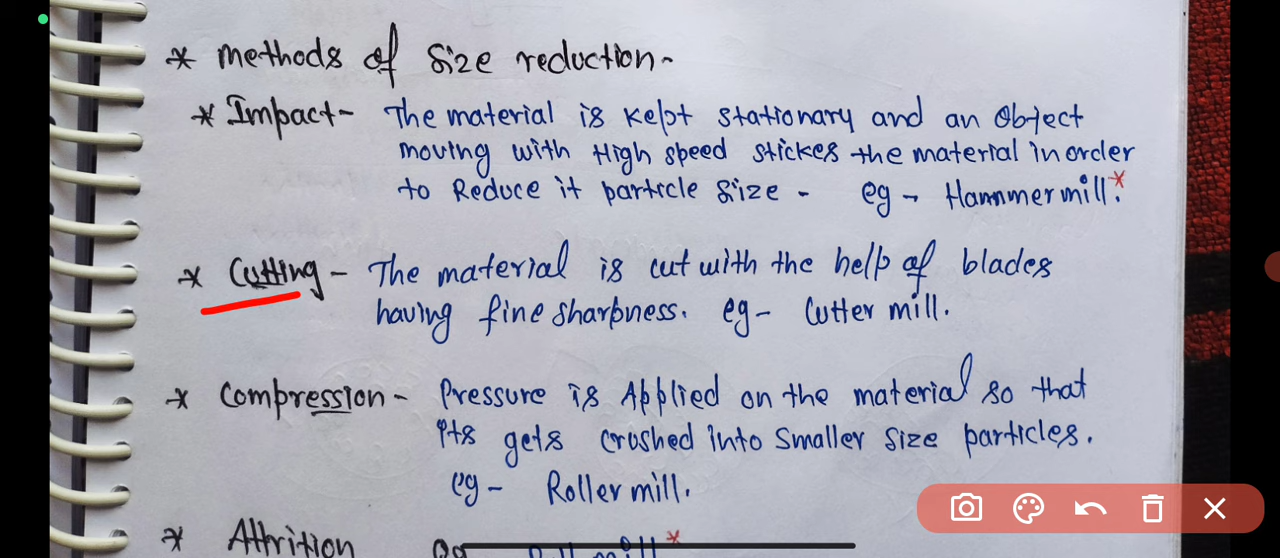 * Methods of Size reduction -
* Impact - The material is kept stationary and an Object
moving with High speed stickes the material in order
to Reduce it particle Size - eg - Hammer mill.*
* Cutting - The material is cut with the help of blades
having fine sharpness. eg - Cutter mill.
* Compression - Pressure is Applied on the material so that
its gets crushed into smaller size particles.
eg - Roller mill.
* Attrition